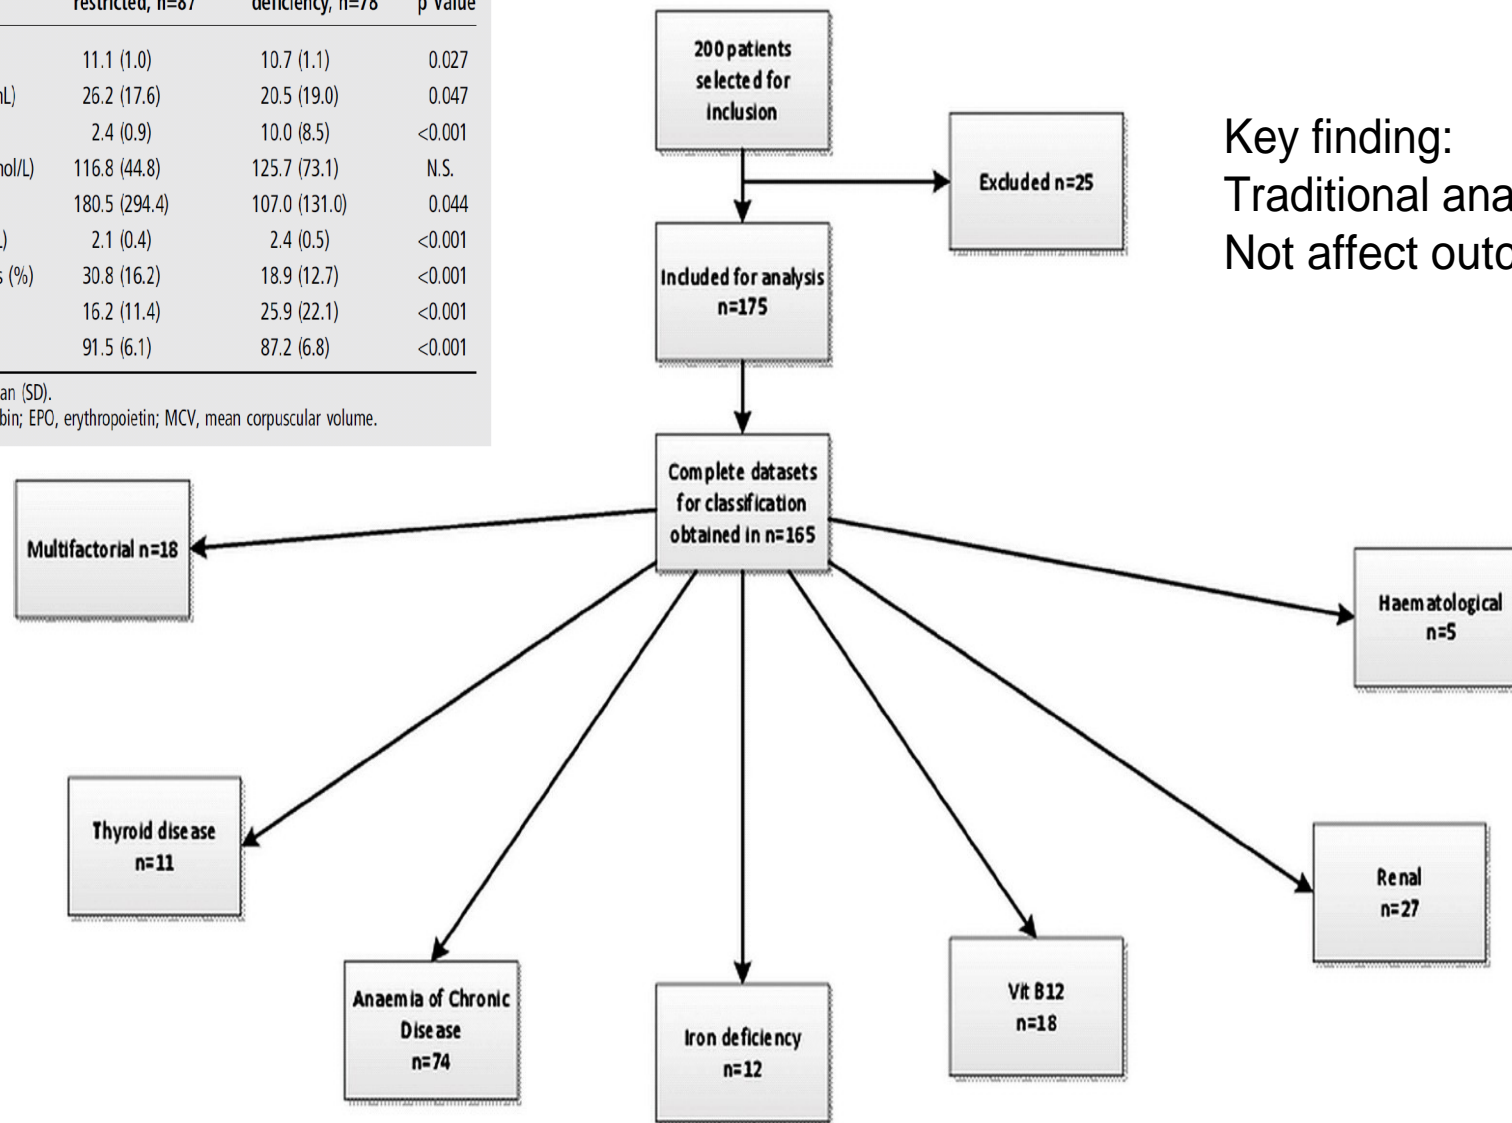 restricted, n=87 deficiency, n=78 p Value
11.1 (1.0) 10.7 (1.1) 0.027
26.2 (17.6) 20.5 (19.0) 0.047
2.4 (0.9) 10.0 (8.5) <0.001
116.8 (44.8) 125.7 (73.1) N.S.
180.5 (294.4) 107.0 (131.0) 0.044
2.1 (0.4) 2.4 (0.5) <0.001
(%) 30.8 (16.2) 18.9 (12.7) <0.001
16.2 (11.4) 25.9 (22.1) <0.001
91.5 (6.1) 87.2 (6.8) <0.001
(SD).
EPO, erythropoietin; MCV, mean corpuscular volume.
200 patients
selected for
inclusion
Excluded n=25
Key finding:
Traditional
Not affect
Included for analysis
n=175
Complete datasets
for classification
obtained in n=165
Multifactorial n=18
Haematological
n=5
Thyroid disease
n=11
Renal
n=27
Anaemia of Chronic
Disease
n=74
Iron deficiency
n=12
Vit B12
n=18